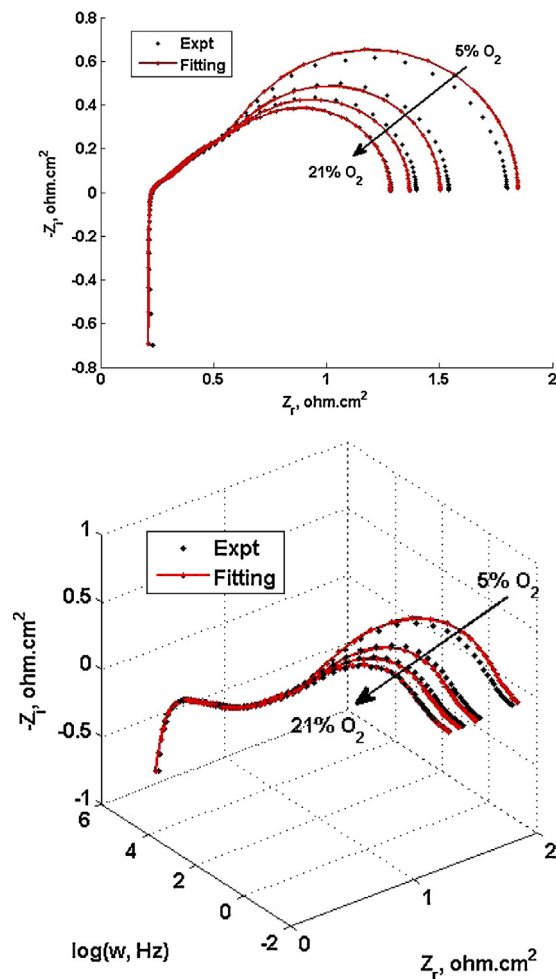 0.8
0.6
0.4
0.2
0
-0.2
-0.4
-0.6
-0.8
-Zᵢ, ohm.cm²
Expt
Fitting
5% O₂
21% O₂
0
0.5
1
1.5
2
Zᵣ, ohm.cm²
1
0.5
0
-0.5
-1
-Zᵢ, ohm.cm²
Expt
Fitting
5% O₂
21% O₂
6
4
2
0
-2
log(w, Hz)
0
1
2
Zᵣ, ohm.cm²